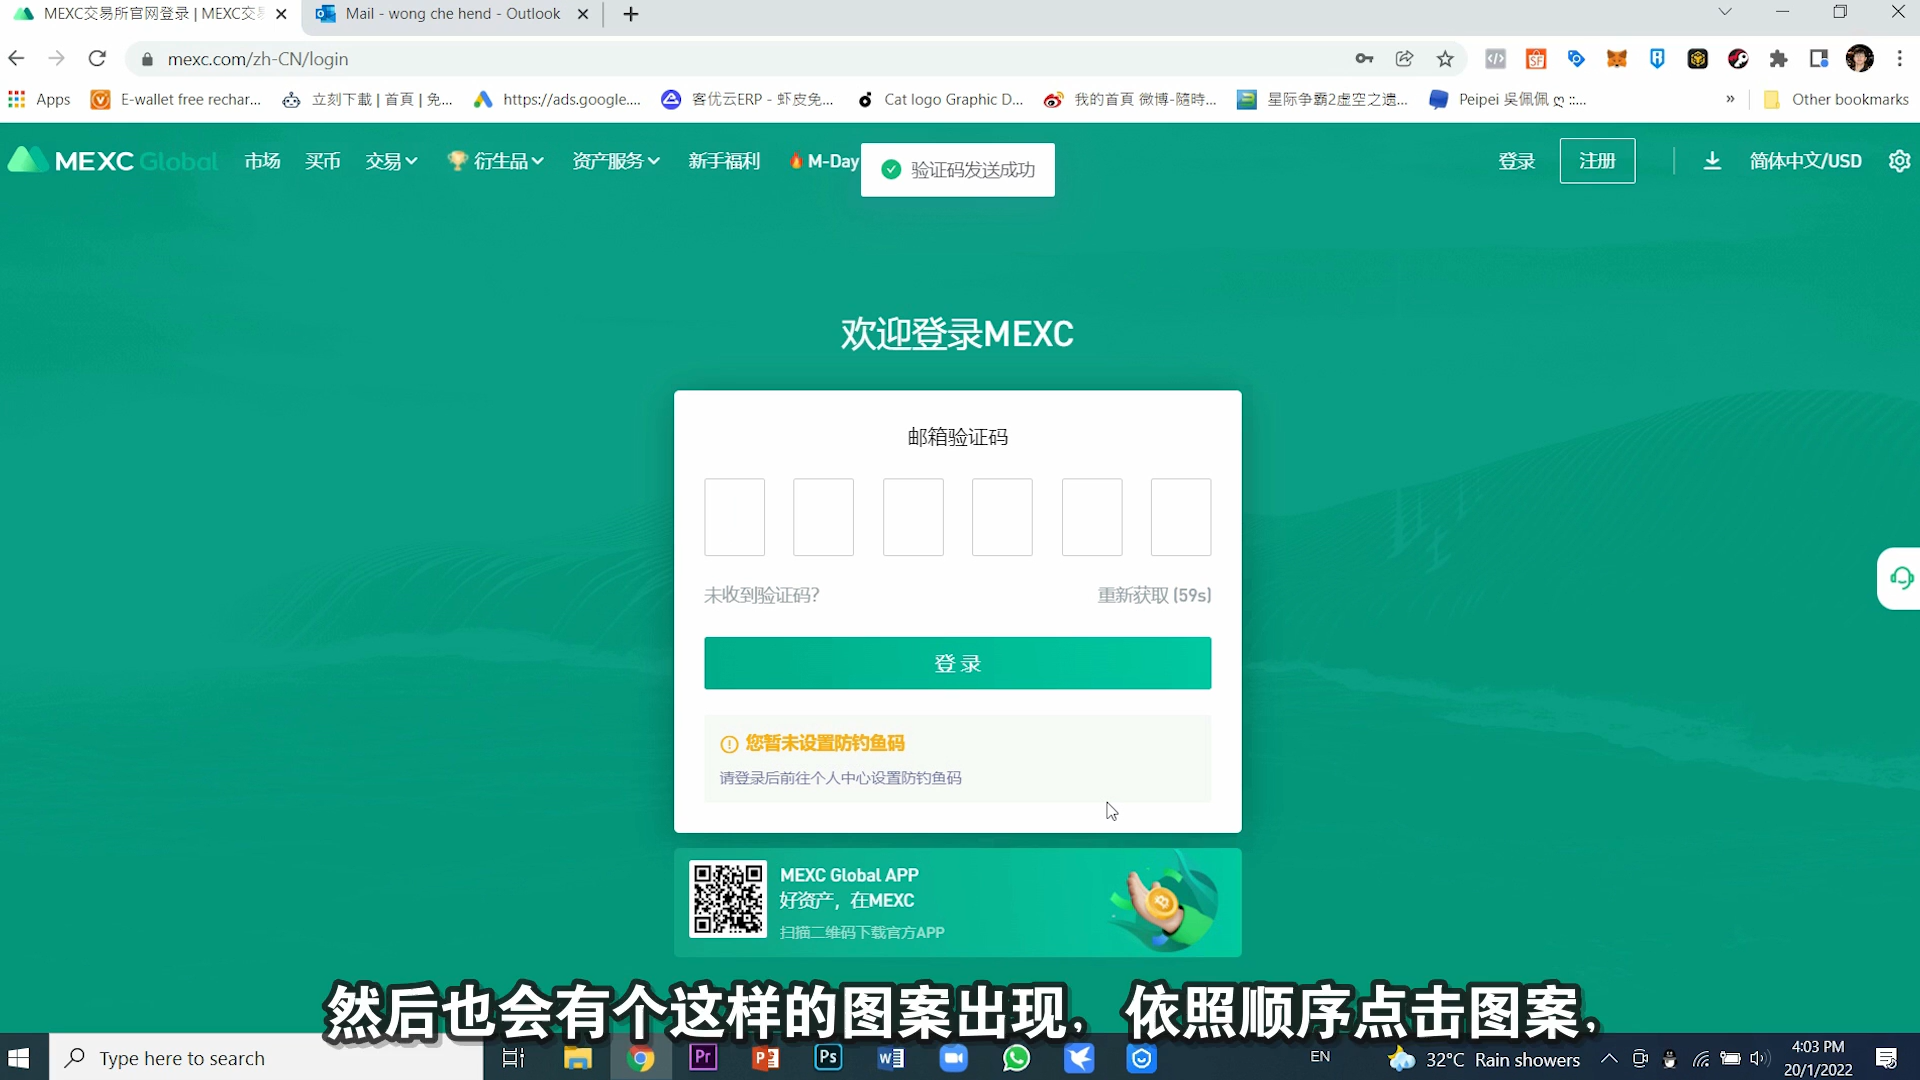 MEXC交易所官网登录 | MEXC交
Mail - wong che hend - Outlook
mexc.com/zh-CN/login
Apps
E-wallet free rechar...
立刻下載 | 首頁 | 免...
https://ads.google....
客优云ERP - 虾皮免...
Cat logo Graphic D...
我的首頁 微博-隨時...
星际争霸2虚空之遗...
Peipei 吳佩佩 ღ ::...
»
Other bookmarks
MEXC Global
市场
买币
交易
衍生品
资产服务
新手福利
M-Day
验证码发送成功
登录
注册
简体中文/USD
欢迎登录MEXC
邮箱验证码
未收到验证码?
重新获取 (59s)
登 录
您暂未设置防钓鱼码
请登录后前往个人中心设置防钓鱼码
MEXC Global APP
好资产，在MEXC
扫描二维码下载官方APP
然后也会有个这样的图案出现，依照顺序点击图案，
Type here to search
Pr
Ps
EN
32°C Rain showers
4:03 PM
20/1/2022